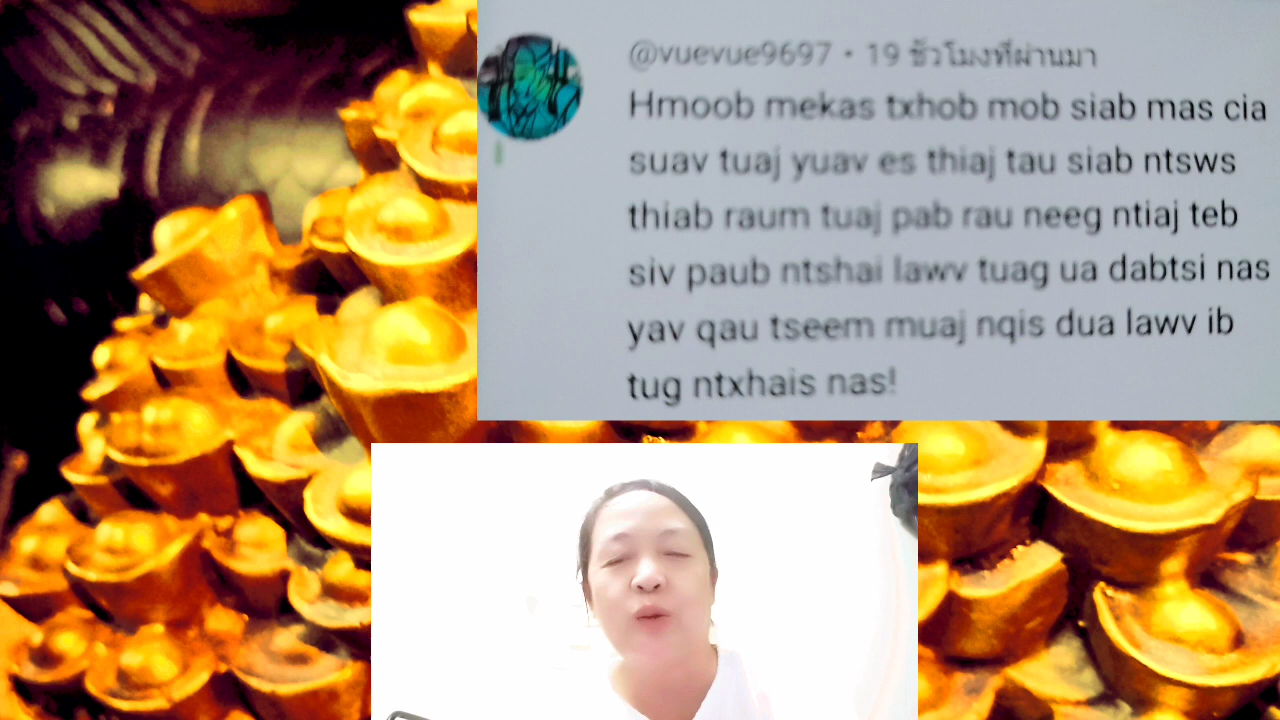 @vuevue9697 • 19 ชั่วโมงที่ผ่านมา
Hmoob mekas txhob mob siab mas cia
suav tuaj yuav es thiaj tau siab ntsws
thiab raum tuaj pab rau neeg ntiaj teb
siv paub ntshai lawv tuag ua dabtsi nas
yav qau tseem muaj nqis dua lawv ib
tug ntxhais nas!